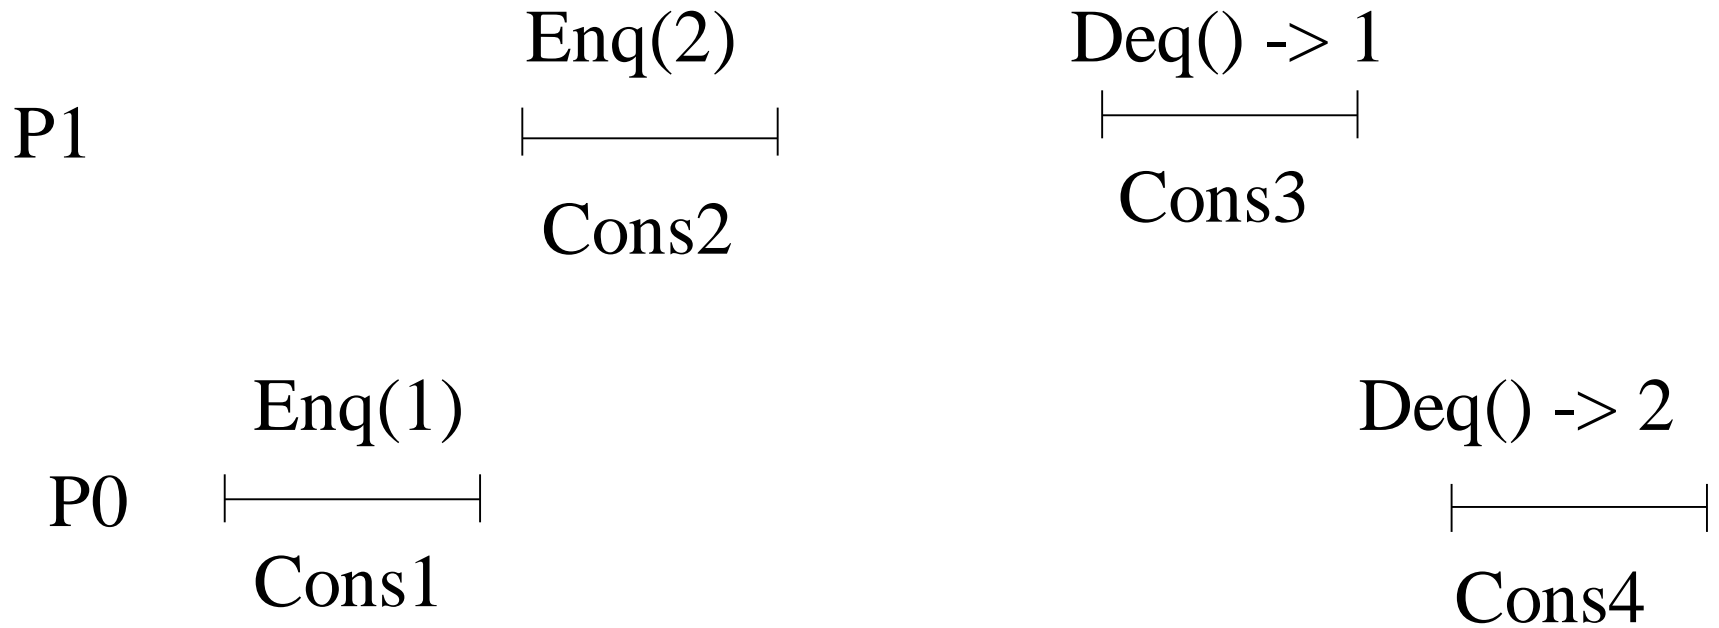 Enq(2)
Deq() -> 1
P1
Cons2
Cons3
Enq(1)
Deq() -> 2
P0
Cons1
Cons4